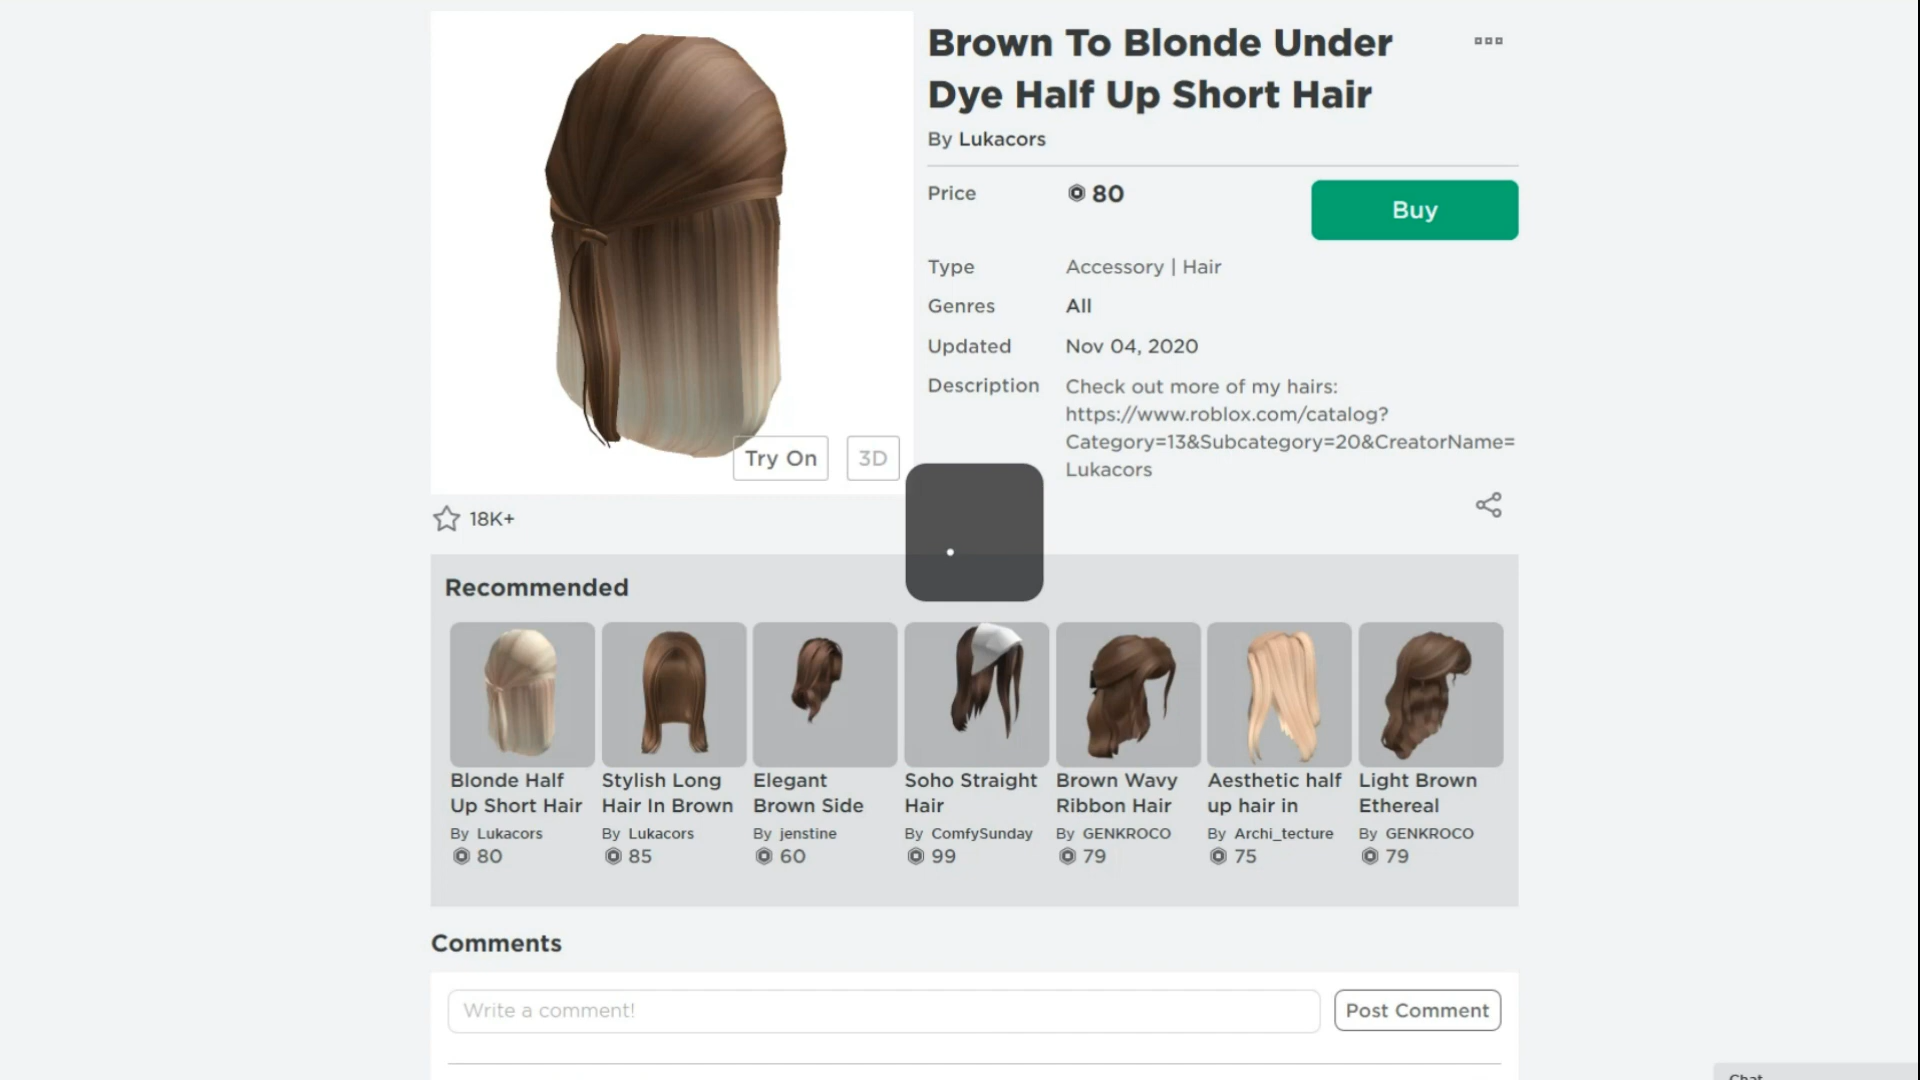 Brown To Blonde Under
Dye Half Up Short Hair
By Lukacors
Price 80
Buy
Type Accessory | Hair
Genres All
Updated Nov 04, 2020
Description Check out more of my hairs:
https://www.roblox.com/catalog?
Category=13&Subcategory=20&CreatorName=
Lukacors
Try On 3D
18K+
Recommended
Blonde Half
Up Short Hair
By Lukacors
80
Stylish Long
Hair In Brown
By Lukacors
85
Elegant
Brown Side
By jenstine
60
Soho Straight
Hair
By ComfySunday
99
Brown Wavy
Ribbon Hair
By GENKROCO
79
Aesthetic half
up hair in
By Archi_tecture
75
Light Brown
Ethereal
By GENKROCO
79
Comments
Write a comment!
Post Comment
Chat